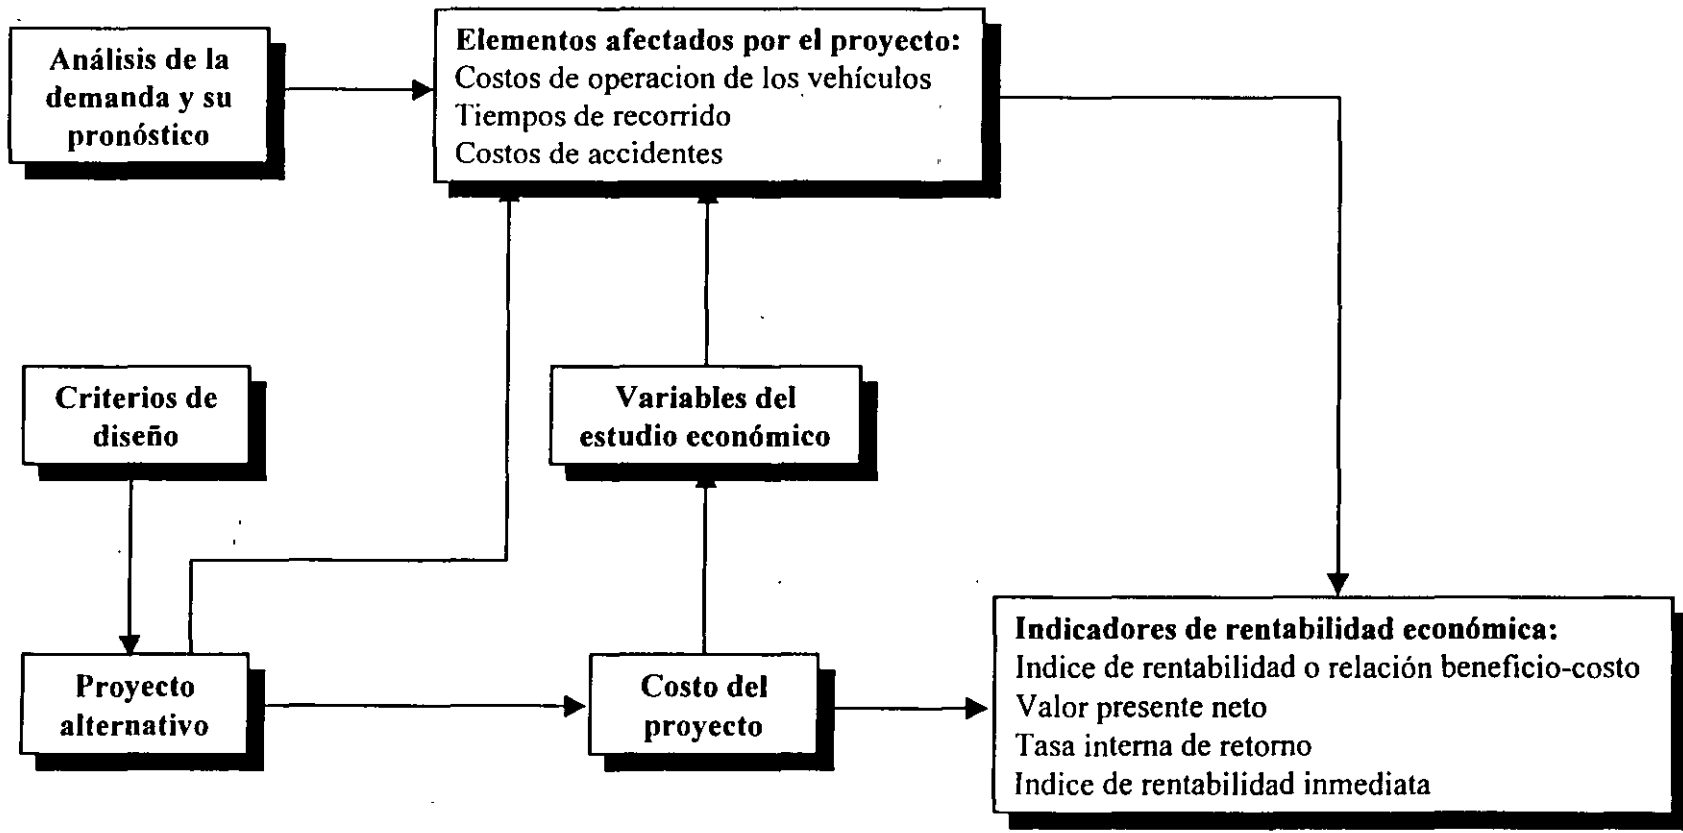 Análisis de la
demanda y su
pronóstico
Elementos afectados por el proyecto:
Costos de operacion de los vehículos
Tiempos de recorrido
Costos de accidentes
Criterios de
diseño
Variables del
estudio económico
Proyecto
alternativo
Costo del
proyecto
Indicadores de rentabilidad económica:
Indice de rentabilidad o relación beneficio-costo
Valor presente neto
Tasa interna de retorno
Indice de rentabilidad inmediata